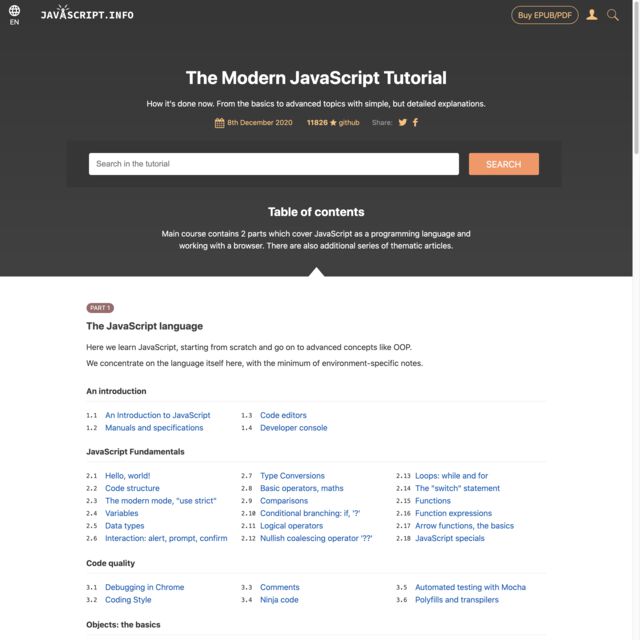 EN
JAVASCRIPT.INFO
Buy EPUB/PDF
The Modern JavaScript Tutorial
How it's done now. From the basics to advanced topics with simple, but detailed explanations.
8th December 2020 11826 ★ github Share:
Search in the tutorial
SEARCH
Table of contents
Main course contains 2 parts which cover JavaScript as a programming language and
working with a browser. There are also additional series of thematic articles.
PART 1
The JavaScript language
Here we learn JavaScript, starting from scratch and go on to advanced concepts like OOP.
We concentrate on the language itself here, with the minimum of environment-specific notes.
An introduction
1.1 An Introduction to JavaScript
1.2 Manuals and specifications
1.3 Code editors
1.4 Developer console
JavaScript Fundamentals
2.1 Hello, world!
2.2 Code structure
2.3 The modern mode, "use strict"
2.4 Variables
2.5 Data types
2.6 Interaction: alert, prompt, confirm
2.7 Type Conversions
2.8 Basic operators, maths
2.9 Comparisons
2.10 Conditional branching: if, '?'
2.11 Logical operators
2.12 Nullish coalescing operator '??'
2.13 Loops: while and for
2.14 The "switch" statement
2.15 Functions
2.16 Function expressions
2.17 Arrow functions, the basics
2.18 JavaScript specials
Code quality
3.1 Debugging in Chrome
3.2 Coding Style
3.3 Comments
3.4 Ninja code
3.5 Automated testing with Mocha
3.6 Polyfills and transpilers
Objects: the basics